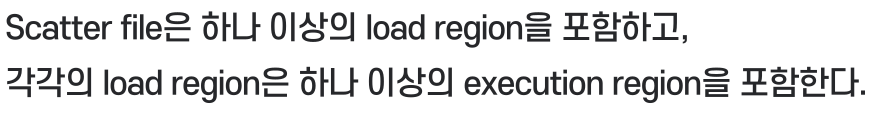 Scatter file은 하나 이상의 load region을 포함하고,
각각의 load region은 하나 이상의 execution region을 포함한다.